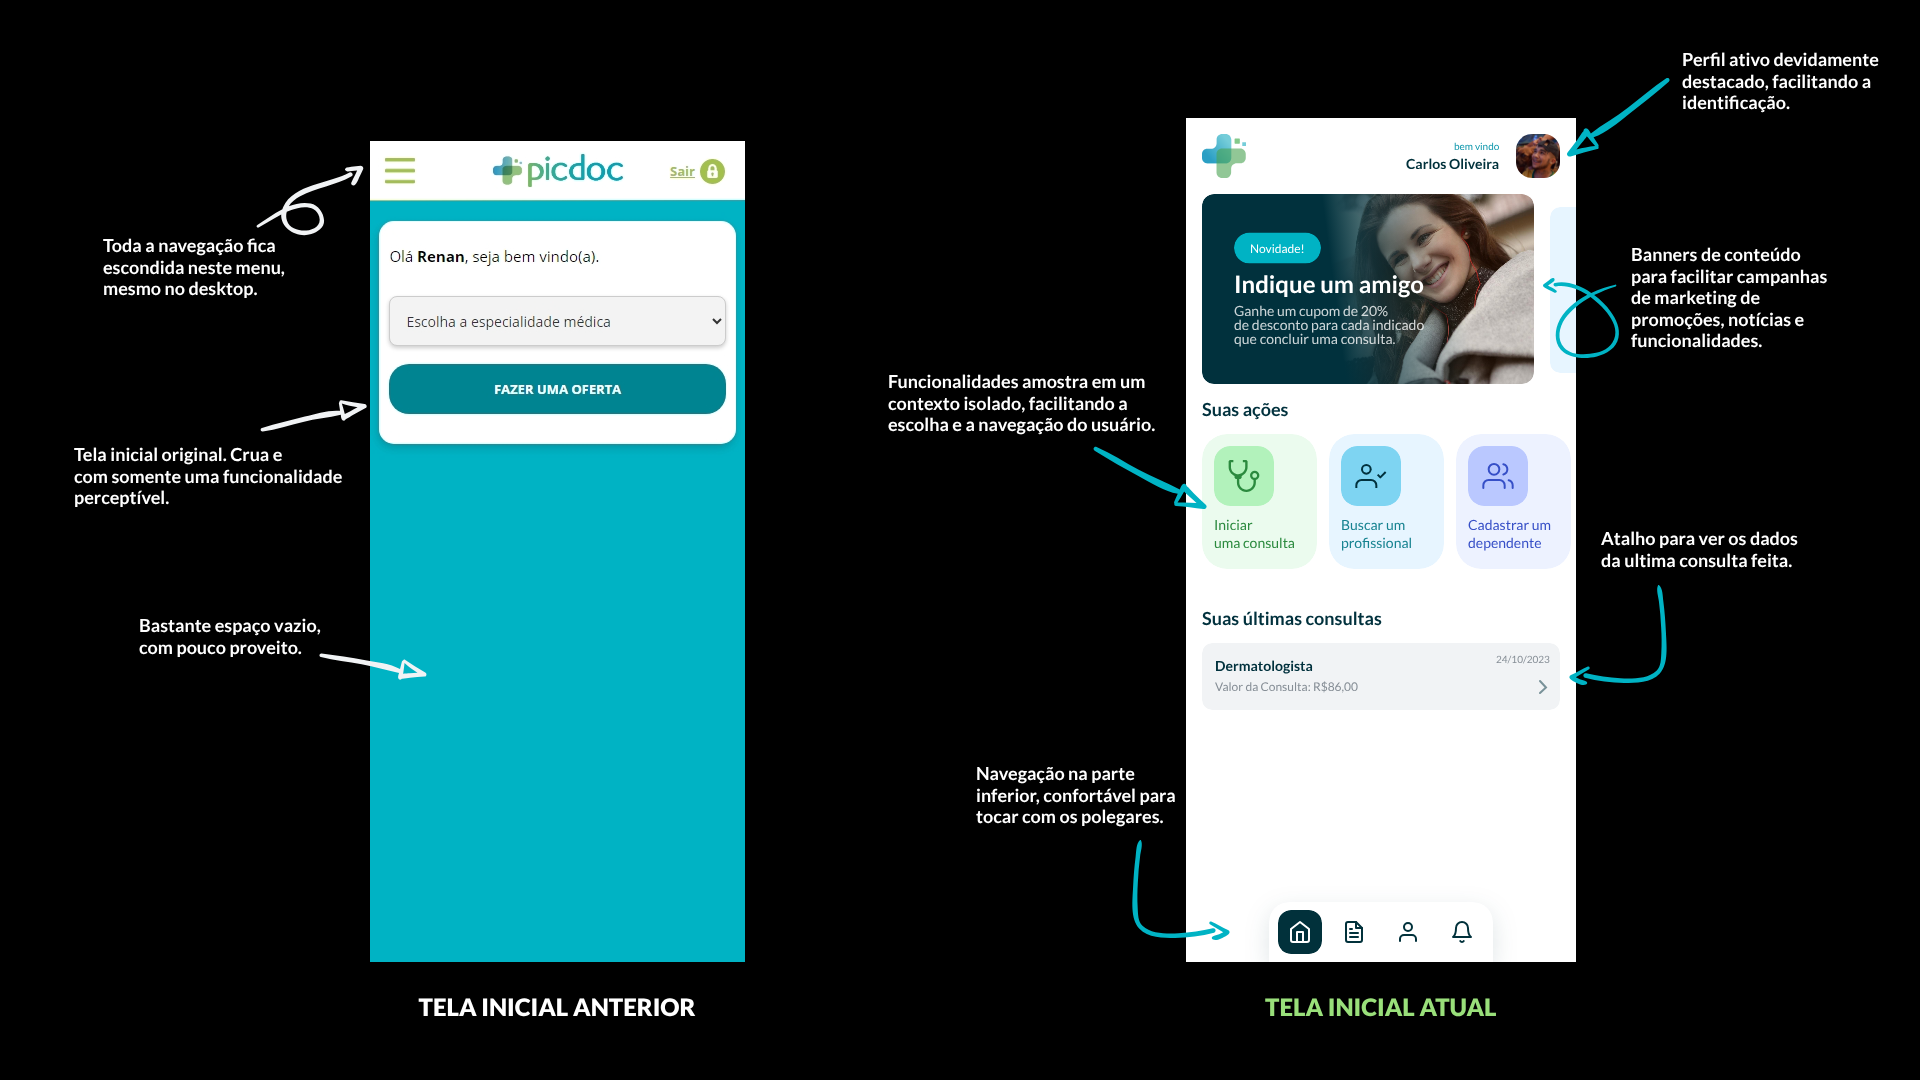 Toda a navegação fica
escondida neste menu,
mesmo no desktop.
Tela inicial original. Crua e
com somente uma funcionalidade
perceptível.
Bastante espaço vazio,
com pouco proveito.
picdoc
Sair
Olá Renan, seja bem vindo(a).
Escolha a especialidade médica
FAZER UMA OFERTA
TELA INICIAL ANTERIOR
Funcionalidades amostra em um
contexto isolado, facilitando a
escolha e a navegação do usuário.
Navegação na parte
inferior, confortável para
tocar com os polegares.
bem vindo
Carlos Oliveira
Novidade!
Indique um amigo
Ganhe um cupom de 20%
de desconto para cada indicado
que concluir uma consulta.
Suas ações
Iniciar
uma consulta
Buscar um
profissional
Cadastrar um
dependente
Suas últimas consultas
Dermatologista
24/10/2023
Valor da Consulta: R$86,00
TELA INICIAL ATUAL
Perfil ativo devidamente
destacado, facilitando a
identificação.
Banners de conteúdo
para facilitar campanhas
de marketing de
promoções, notícias e
funcionalidades.
Atalho para ver os dados
da ultima consulta feita.